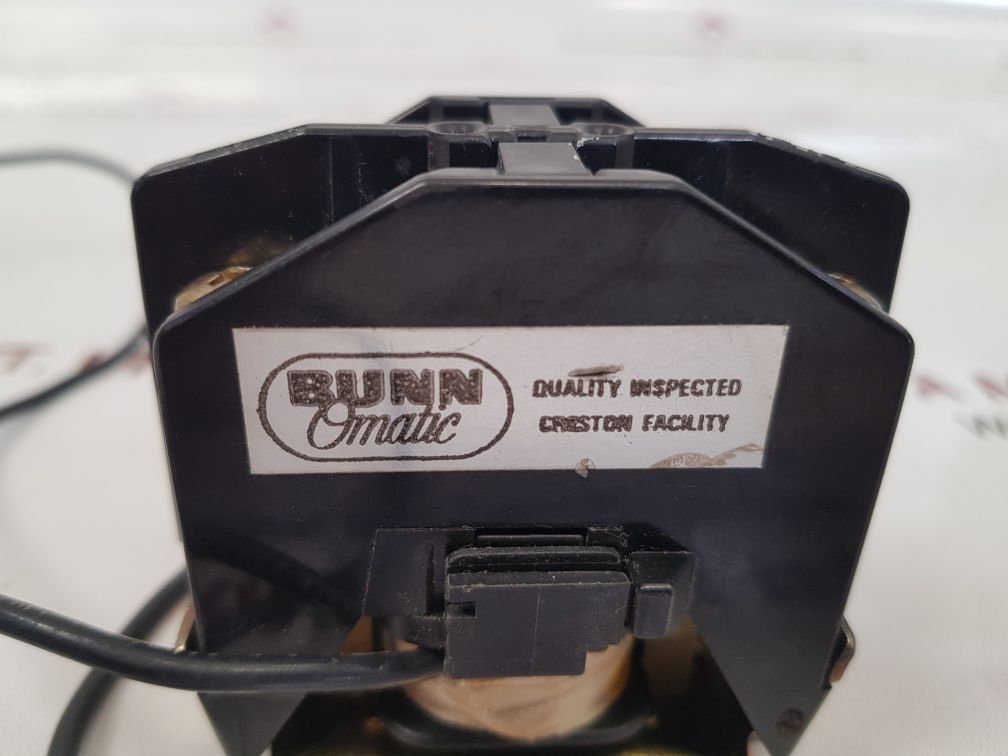 BUNN
Omatic
QUALITY INSPECTED
CRESTON FACILITY